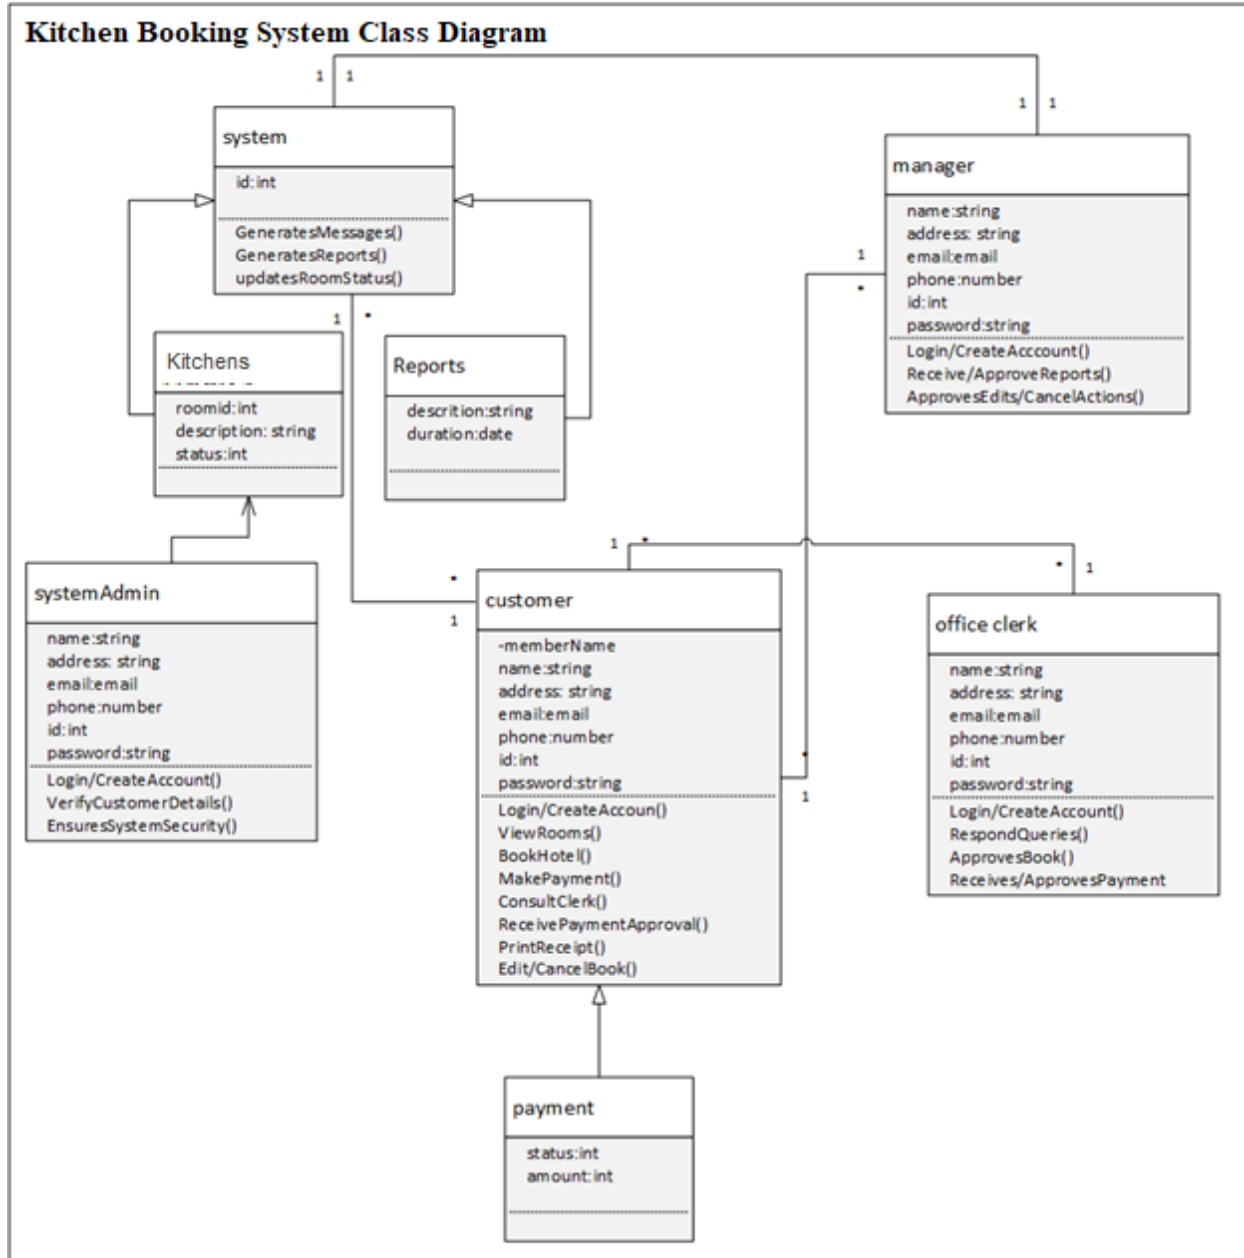 Kitchen Booking System Class Diagram
1 1
1 1
system
id:int
GeneratesMessages()
GeneratesReports()
updatesRoomStatus()
manager
name:string
address: string
email:email
phone:number
id:int
password:string
Login/CreateAcccount()
Receive/ApproveReports()
ApprovesEdits/CancelActions()
1
*
1 *
Kitchens
roomid:int
description: string
status:int
Reports
descrition:string
duration:date
systemAdmin
name:string
address: string
email:email
phone:number
id:int
password:string
Login/CreateAccount()
VerifyCustomerDetails()
EnsuresSystemSecurity()
1 *
* 1
*
1
customer
-memberName
name:string
address: string
email:email
phone:number
id:int
password:string
Login/CreateAccoun()
ViewRooms()
BookHotel()
MakePayment()
ConsultClerk()
ReceivePaymentApproval()
PrintReceipt()
Edit/CancelBook()
*
1
office clerk
name:string
address: string
email:email
phone:number
id:int
password:string
Login/CreateAccount()
RespondQueries()
ApprovesBook()
Receives/ApprovesPayment
payment
status:int
amount:int